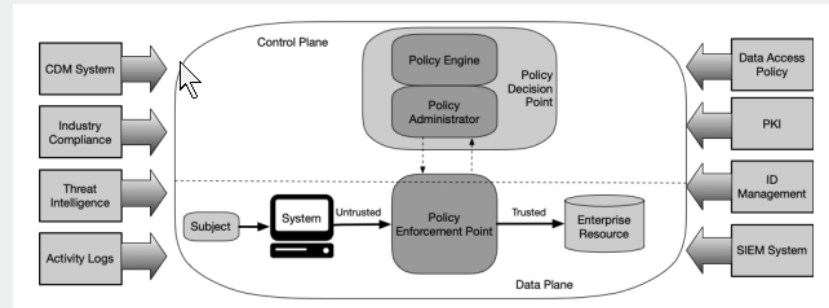 Control Plane
CDM System
Industry
Compliance
Threat
Intelligence
Activity Logs
Policy Engine
Policy
Administrator
Policy
Decision
Point
Subject
System
Untrusted
Policy
Enforcement Point
Trusted
Enterprise
Resource
Data Plane
Data Access
Policy
PKI
ID
Management
SIEM System